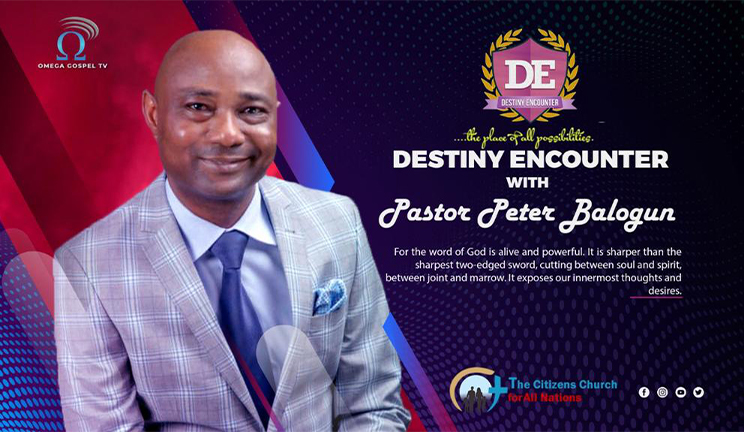 Ω
OMEGA GOSPEL TV
DE
DESTINY ENCOUNTER
....the place of all possibilities.
DESTINY ENCOUNTER
WITH
Pastor Peter Balogun
For the word of God is alive and powerful. It is sharper than the
sharpest two-edged sword, cutting between soul and spirit,
between joint and marrow. It exposes our innermost thoughts and
desires.
The Citizens Church
for All Nations